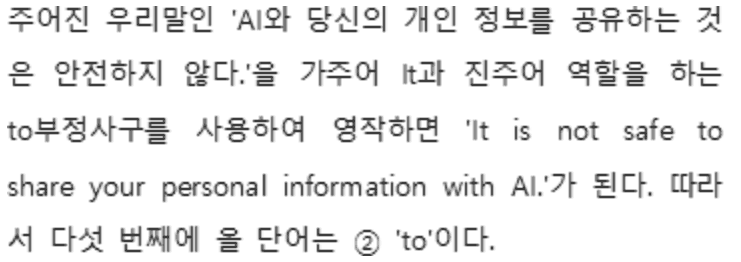 주어진 우리말인 'AI와 당신의 개인 정보를 공유하는 것
은 안전하지 않다.'을 가주어 It과 진주어 역할을 하는
to부정사구를 사용하여 영작하면 'It is not safe to
share your personal information with AI.'가 된다. 따라
서 다섯 번째에 올 단어는 ② 'to'이다.